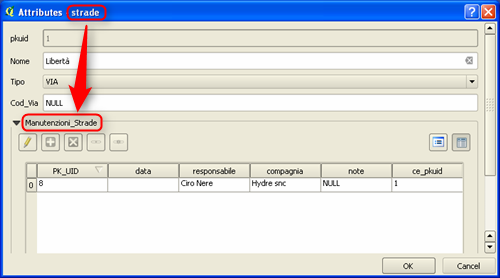 Attributes strade
pkuid 1
Nome Libertà
Tipo VIA
Cod_Via NULL
Manutenzioni_Strade
PK_UID data responsabile compagnia note ce_pkuid
0 8 Ciro Nere Hydre snc NULL 1
OK Cancel